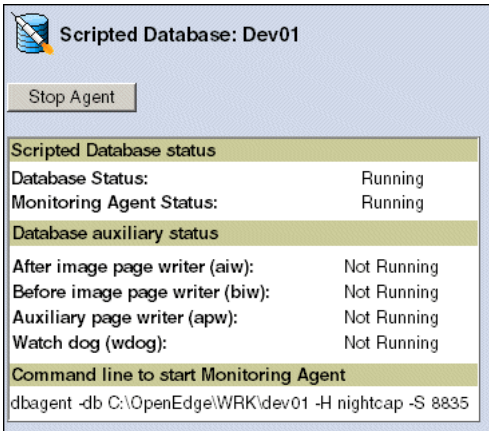 Scripted Database: Dev01
Stop Agent
Scripted Database status
Database Status: Running
Monitoring Agent Status: Running
Database auxiliary status
After image page writer (aiw): Not Running
Before image page writer (biw): Not Running
Auxiliary page writer (apw): Not Running
Watch dog (wdog): Not Running
Command line to start Monitoring Agent
dbagent -db C:\OpenEdge\WRK\dev01 -H nightcap -S 8835